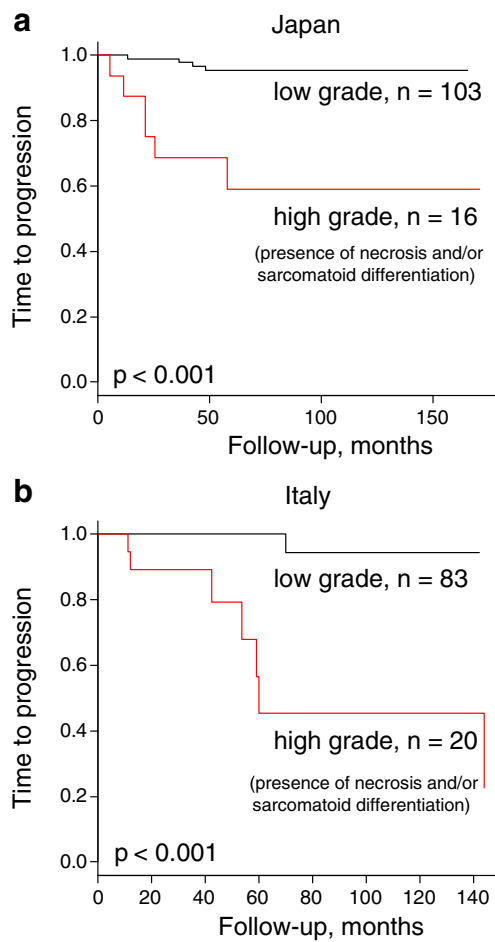 a
Japan
1.0
low grade, n = 103
0.8
0.6
high grade, n = 16
(presence of necrosis and/or
sarcomatoid differentiation)
0.4
0.2
0.0
p < 0.001
Time to progression
0 50 100 150
Follow-up, months
b
Italy
1.0
low grade, n = 83
0.8
0.6
0.4
high grade, n = 20
(presence of necrosis and/or
sarcomatoid differentiation)
0.2
0.0
p < 0.001
Time to progression
0 20 40 60 80 100 120 140
Follow-up, months